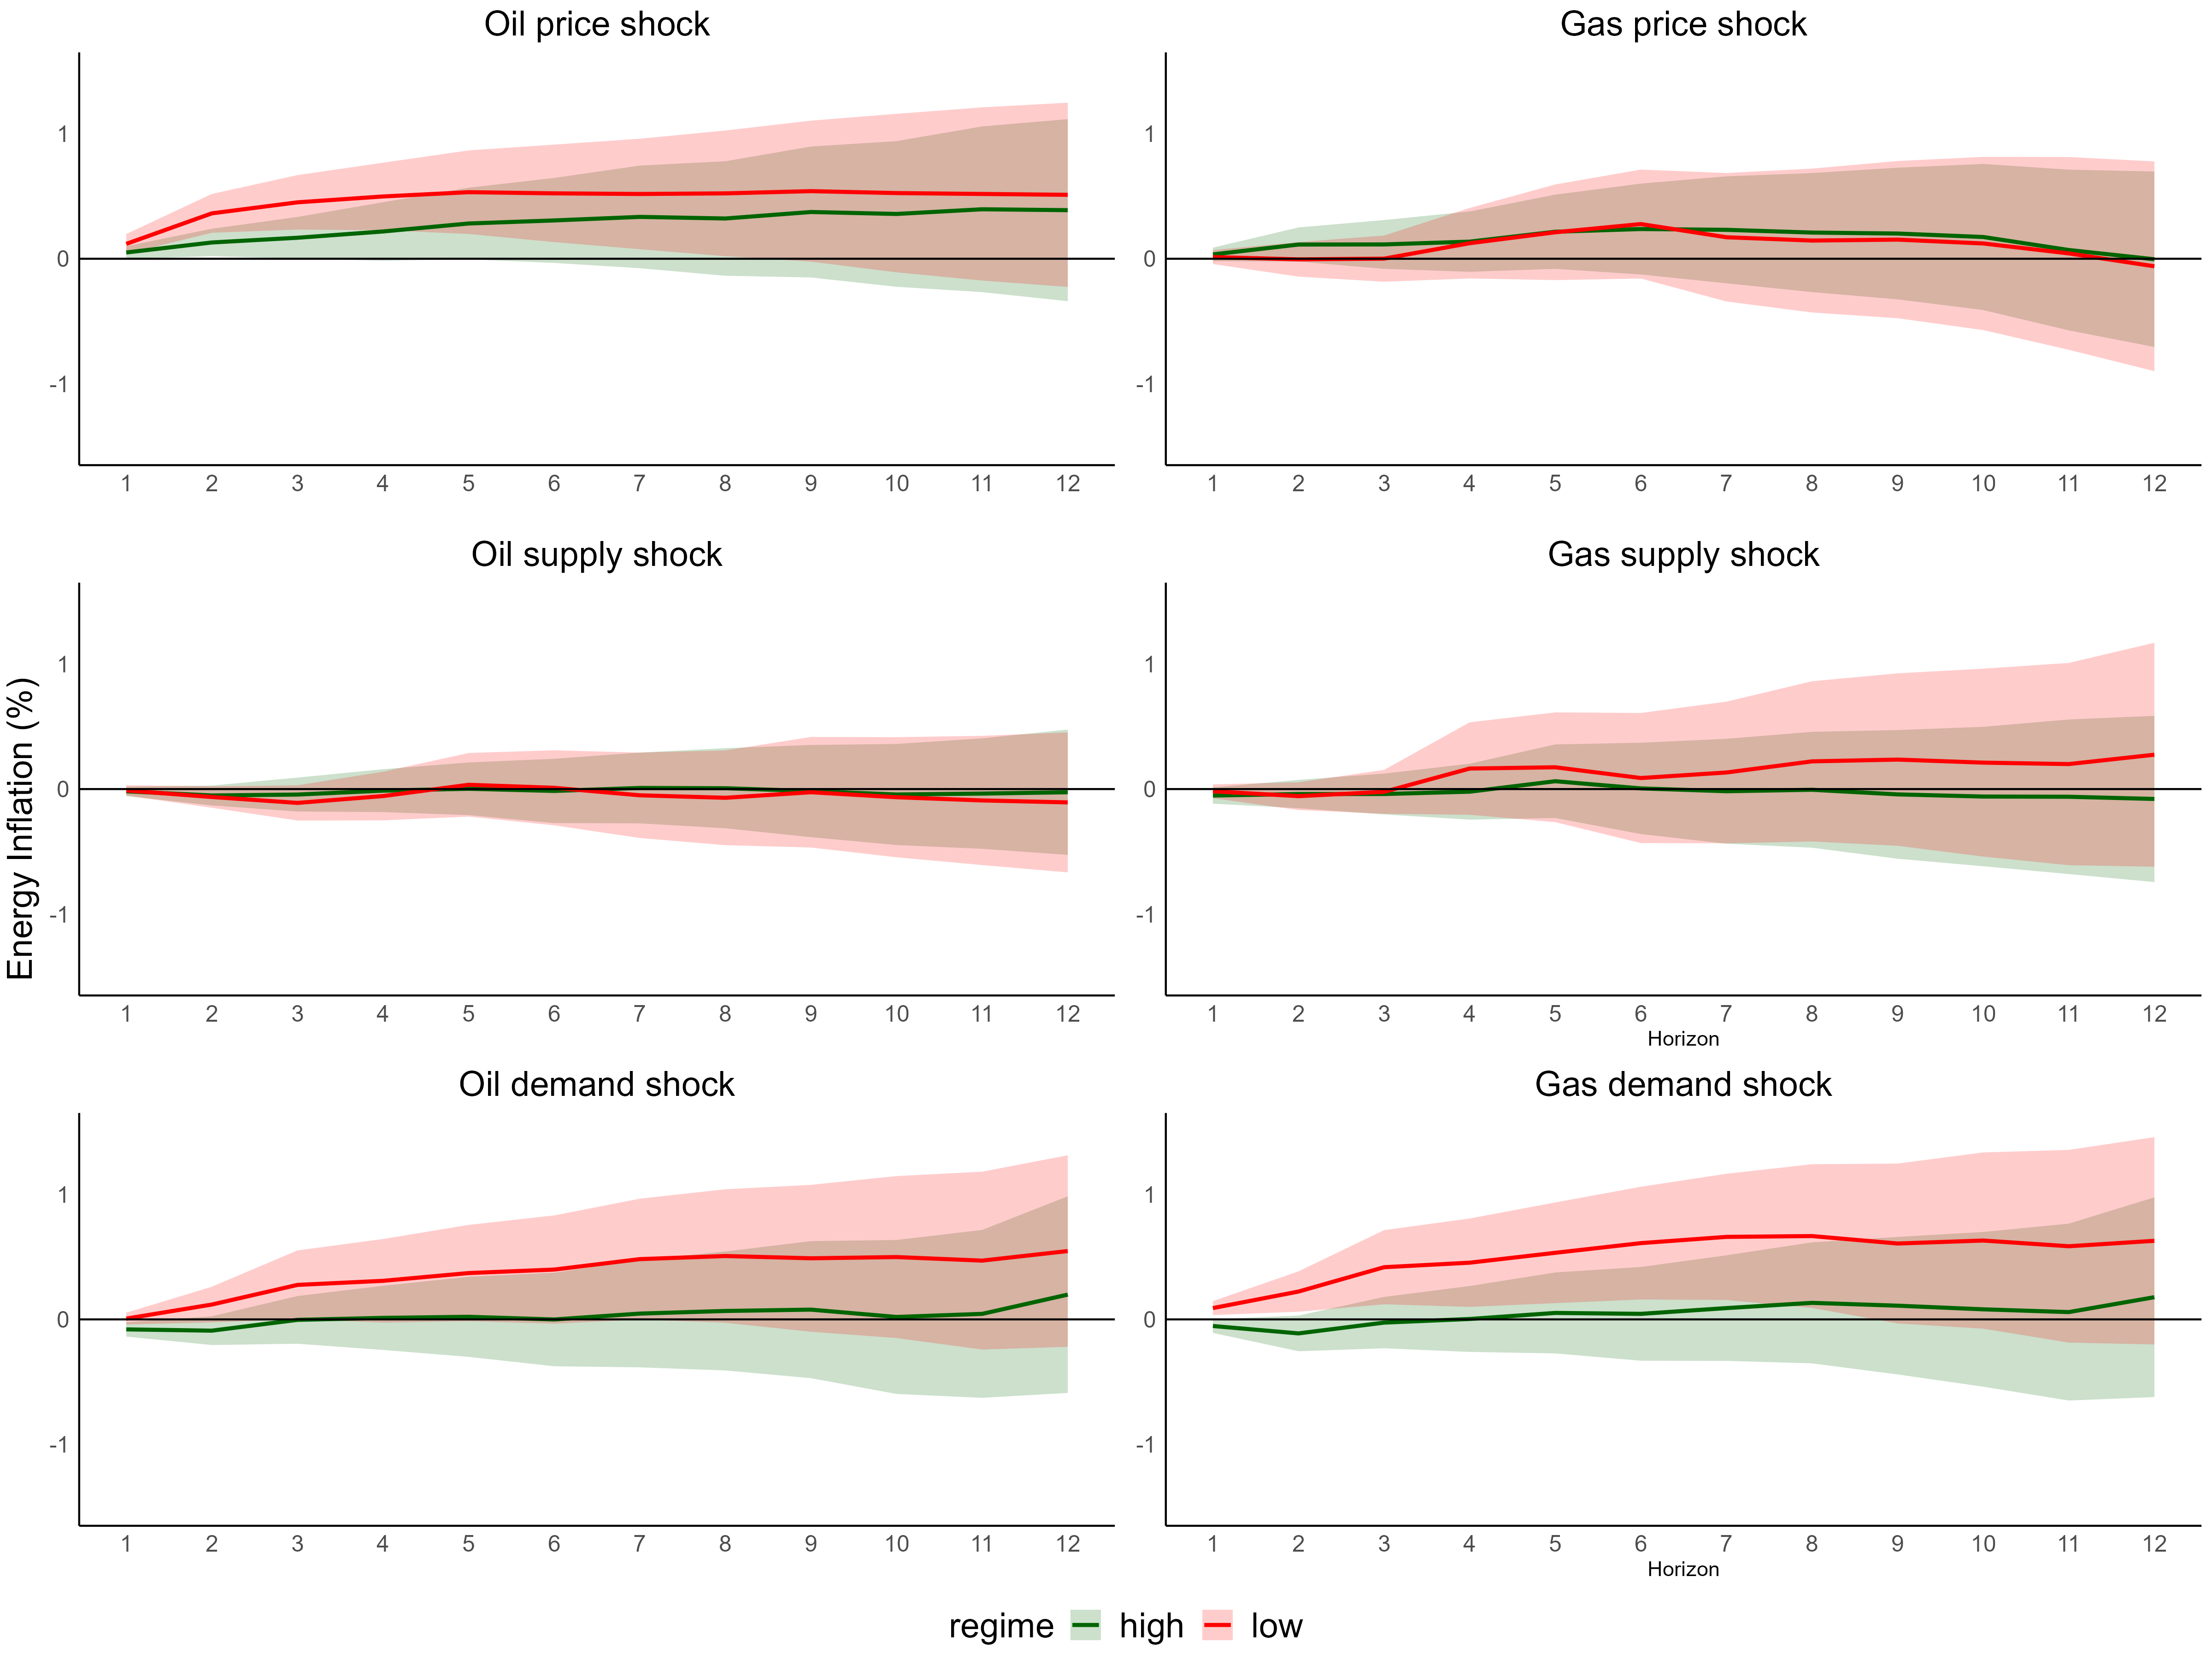 Oil price shock
Gas price shock
1
0
-1
1 2 3 4 5 6 7 8 9 10 11 12
1
0
-1
1 2 3 4 5 6 7 8 9 10 11 12
Oil supply shock
Gas supply shock
Energy Inflation (%)
1
0
-1
1 2 3 4 5 6 7 8 9 10 11 12
1
0
-1
1 2 3 4 5 6 7 8 9 10 11 12
Horizon
Oil demand shock
Gas demand shock
1
0
-1
1 2 3 4 5 6 7 8 9 10 11 12
1
0
-1
1 2 3 4 5 6 7 8 9 10 11 12
Horizon
regime high low